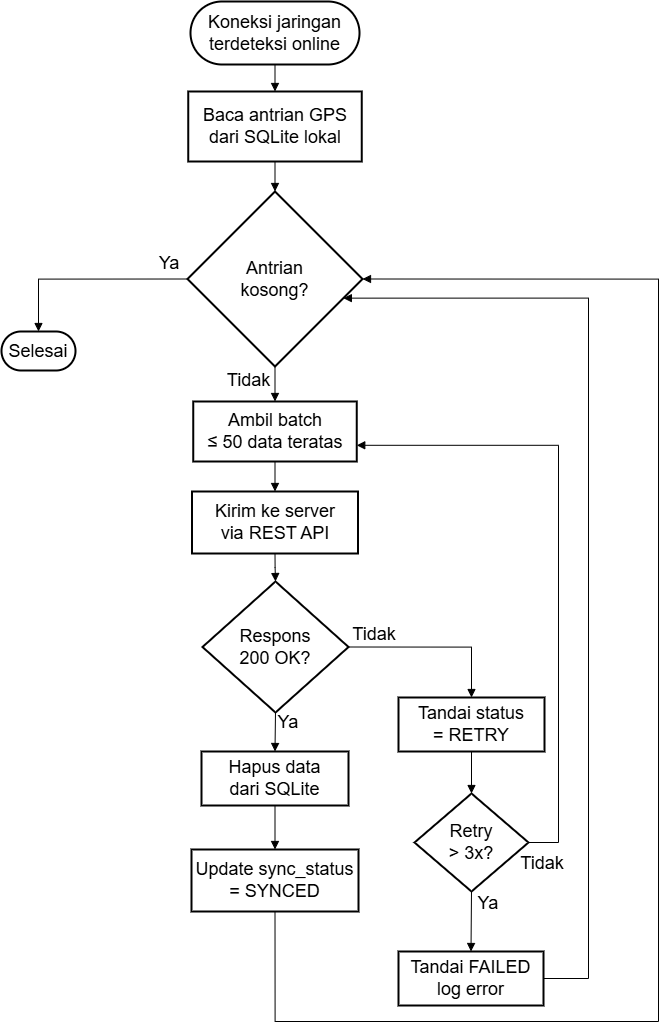 Koneksi jaringan
terdeteksi online
Baca antrian GPS
dari SQLite lokal
Ya
Antrian
kosong?
Selesai
Tidak
Ambil batch
≤ 50 data teratas
Kirim ke server
via REST API
Respons
200 OK?
Tidak
Ya
Tandai status
= RETRY
Hapus data
dari SQLite
Retry
> 3x?
Tidak
Update sync_status
= SYNCED
Ya
Tandai FAILED
log error